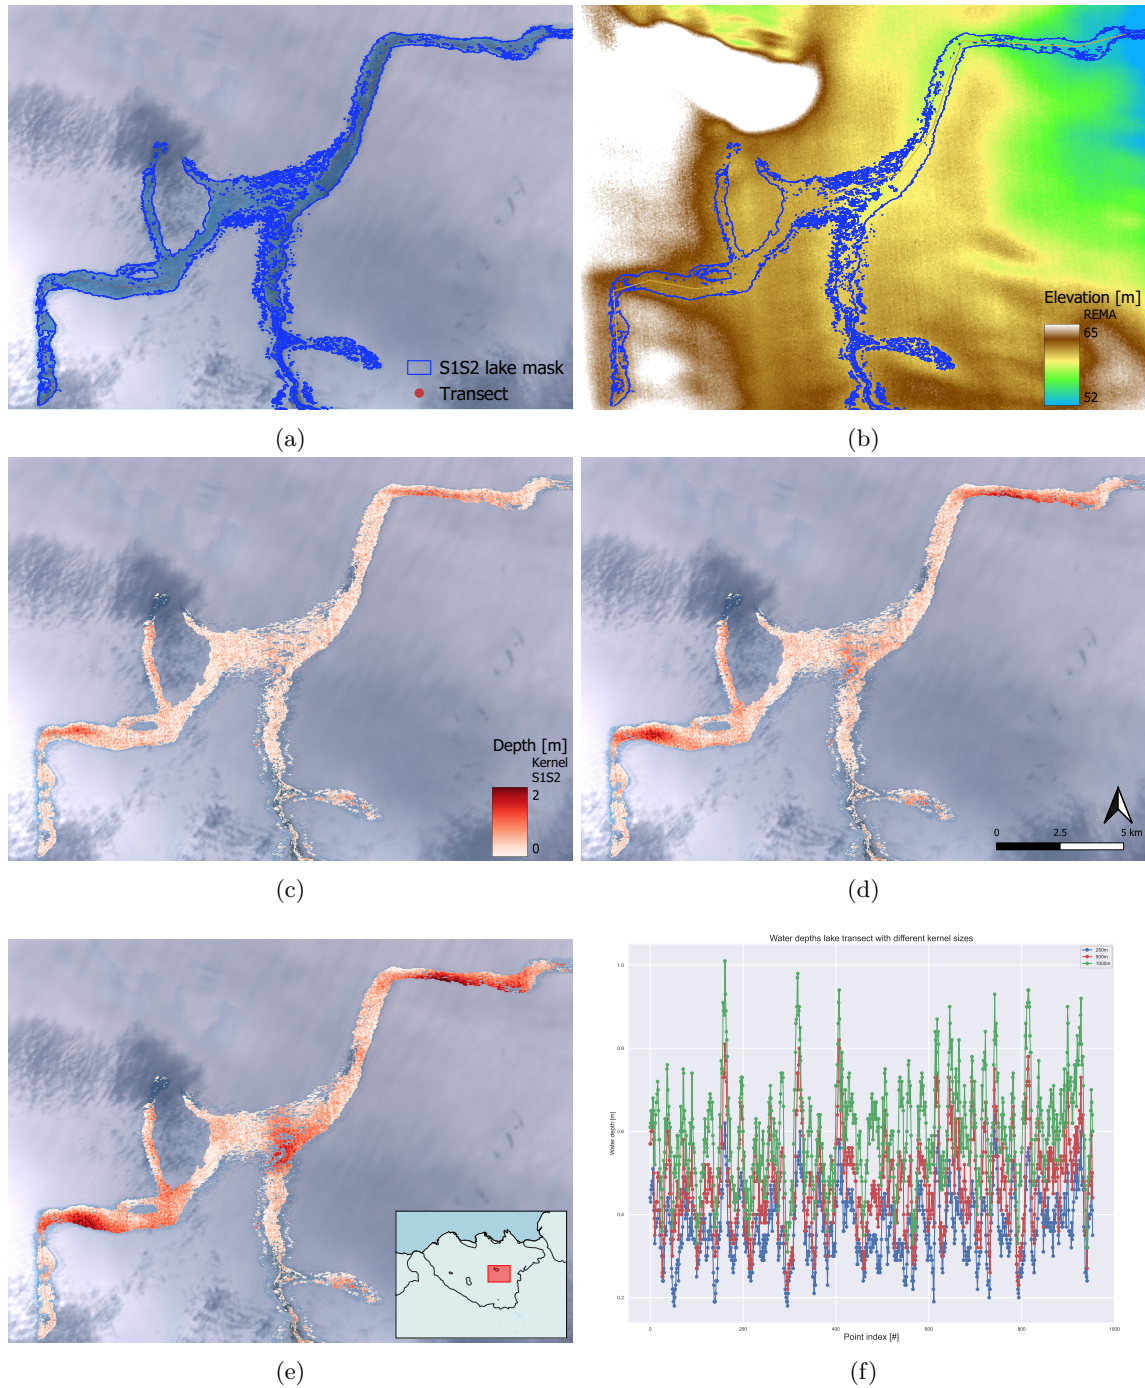 S1S2 lake mask
Transect
(a)
Elevation [m]
REMA
65
52
(b)
Depth [m]
Kernel
S1S2
2
0
(c)
0 2.5 5 km
(d)
(e)
Water depths lake transect with different kernel sizes
250m
500m
1000m
Water depth [m]
1.0
0.8
0.6
0.4
0.2
0 200 400 600 800 1000
Point index [#]
(f)